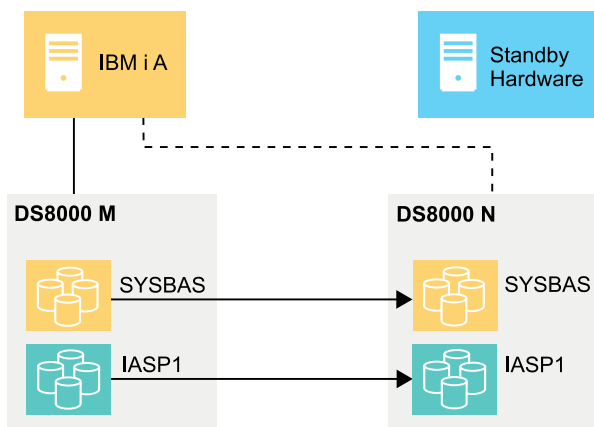 IBM i A
Standby
Hardware
DS8000 M
DS8000 N
SYSBAS
SYSBAS
IASP1
IASP1